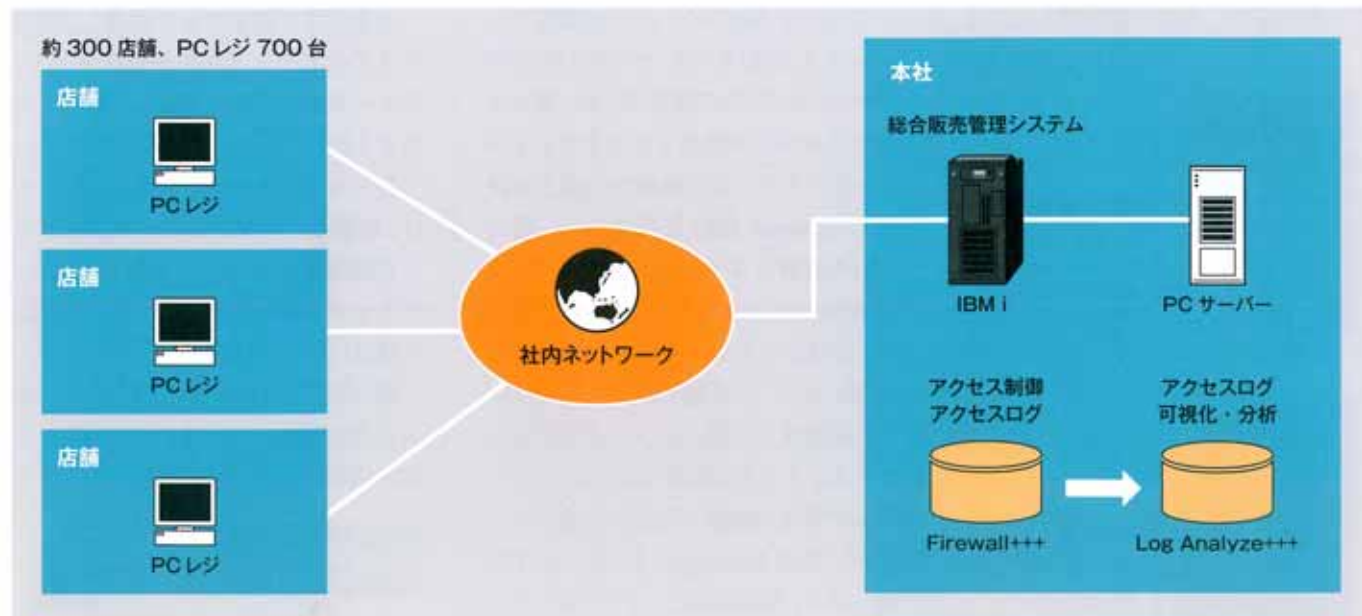 約 300 店舗、PC レジ 700 台
店舗
PC レジ
店舗
PC レジ
店舗
PC レジ
社内ネットワーク
本社
総合販売管理システム
IBM i
PC サーバー
アクセス制御
アクセスログ
Firewall+++
アクセスログ
可視化・分析
Log Analyze+++